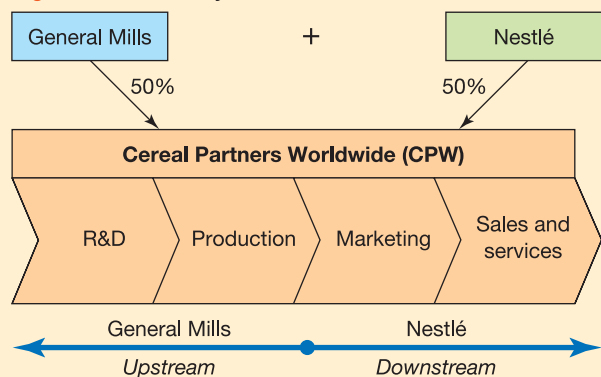 General Mills
+
Nestlé
50%
50%
Cereal Partners Worldwide (CPW)
R&D
Production
Marketing
Sales and
services
General Mills
Nestlé
Upstream
Downstream